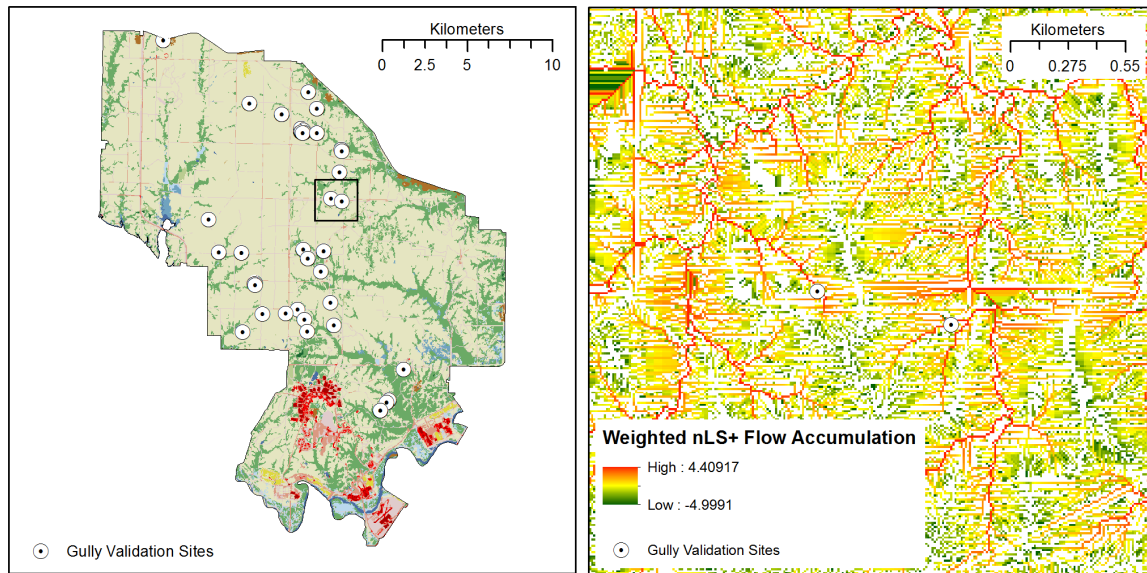 Kilometers
0 2.5 5 10
Gully Validation Sites
Kilometers
0 0.275 0.55
Weighted nLS+ Flow Accumulation
High : 4.40917
Low : -4.9991
Gully Validation Sites